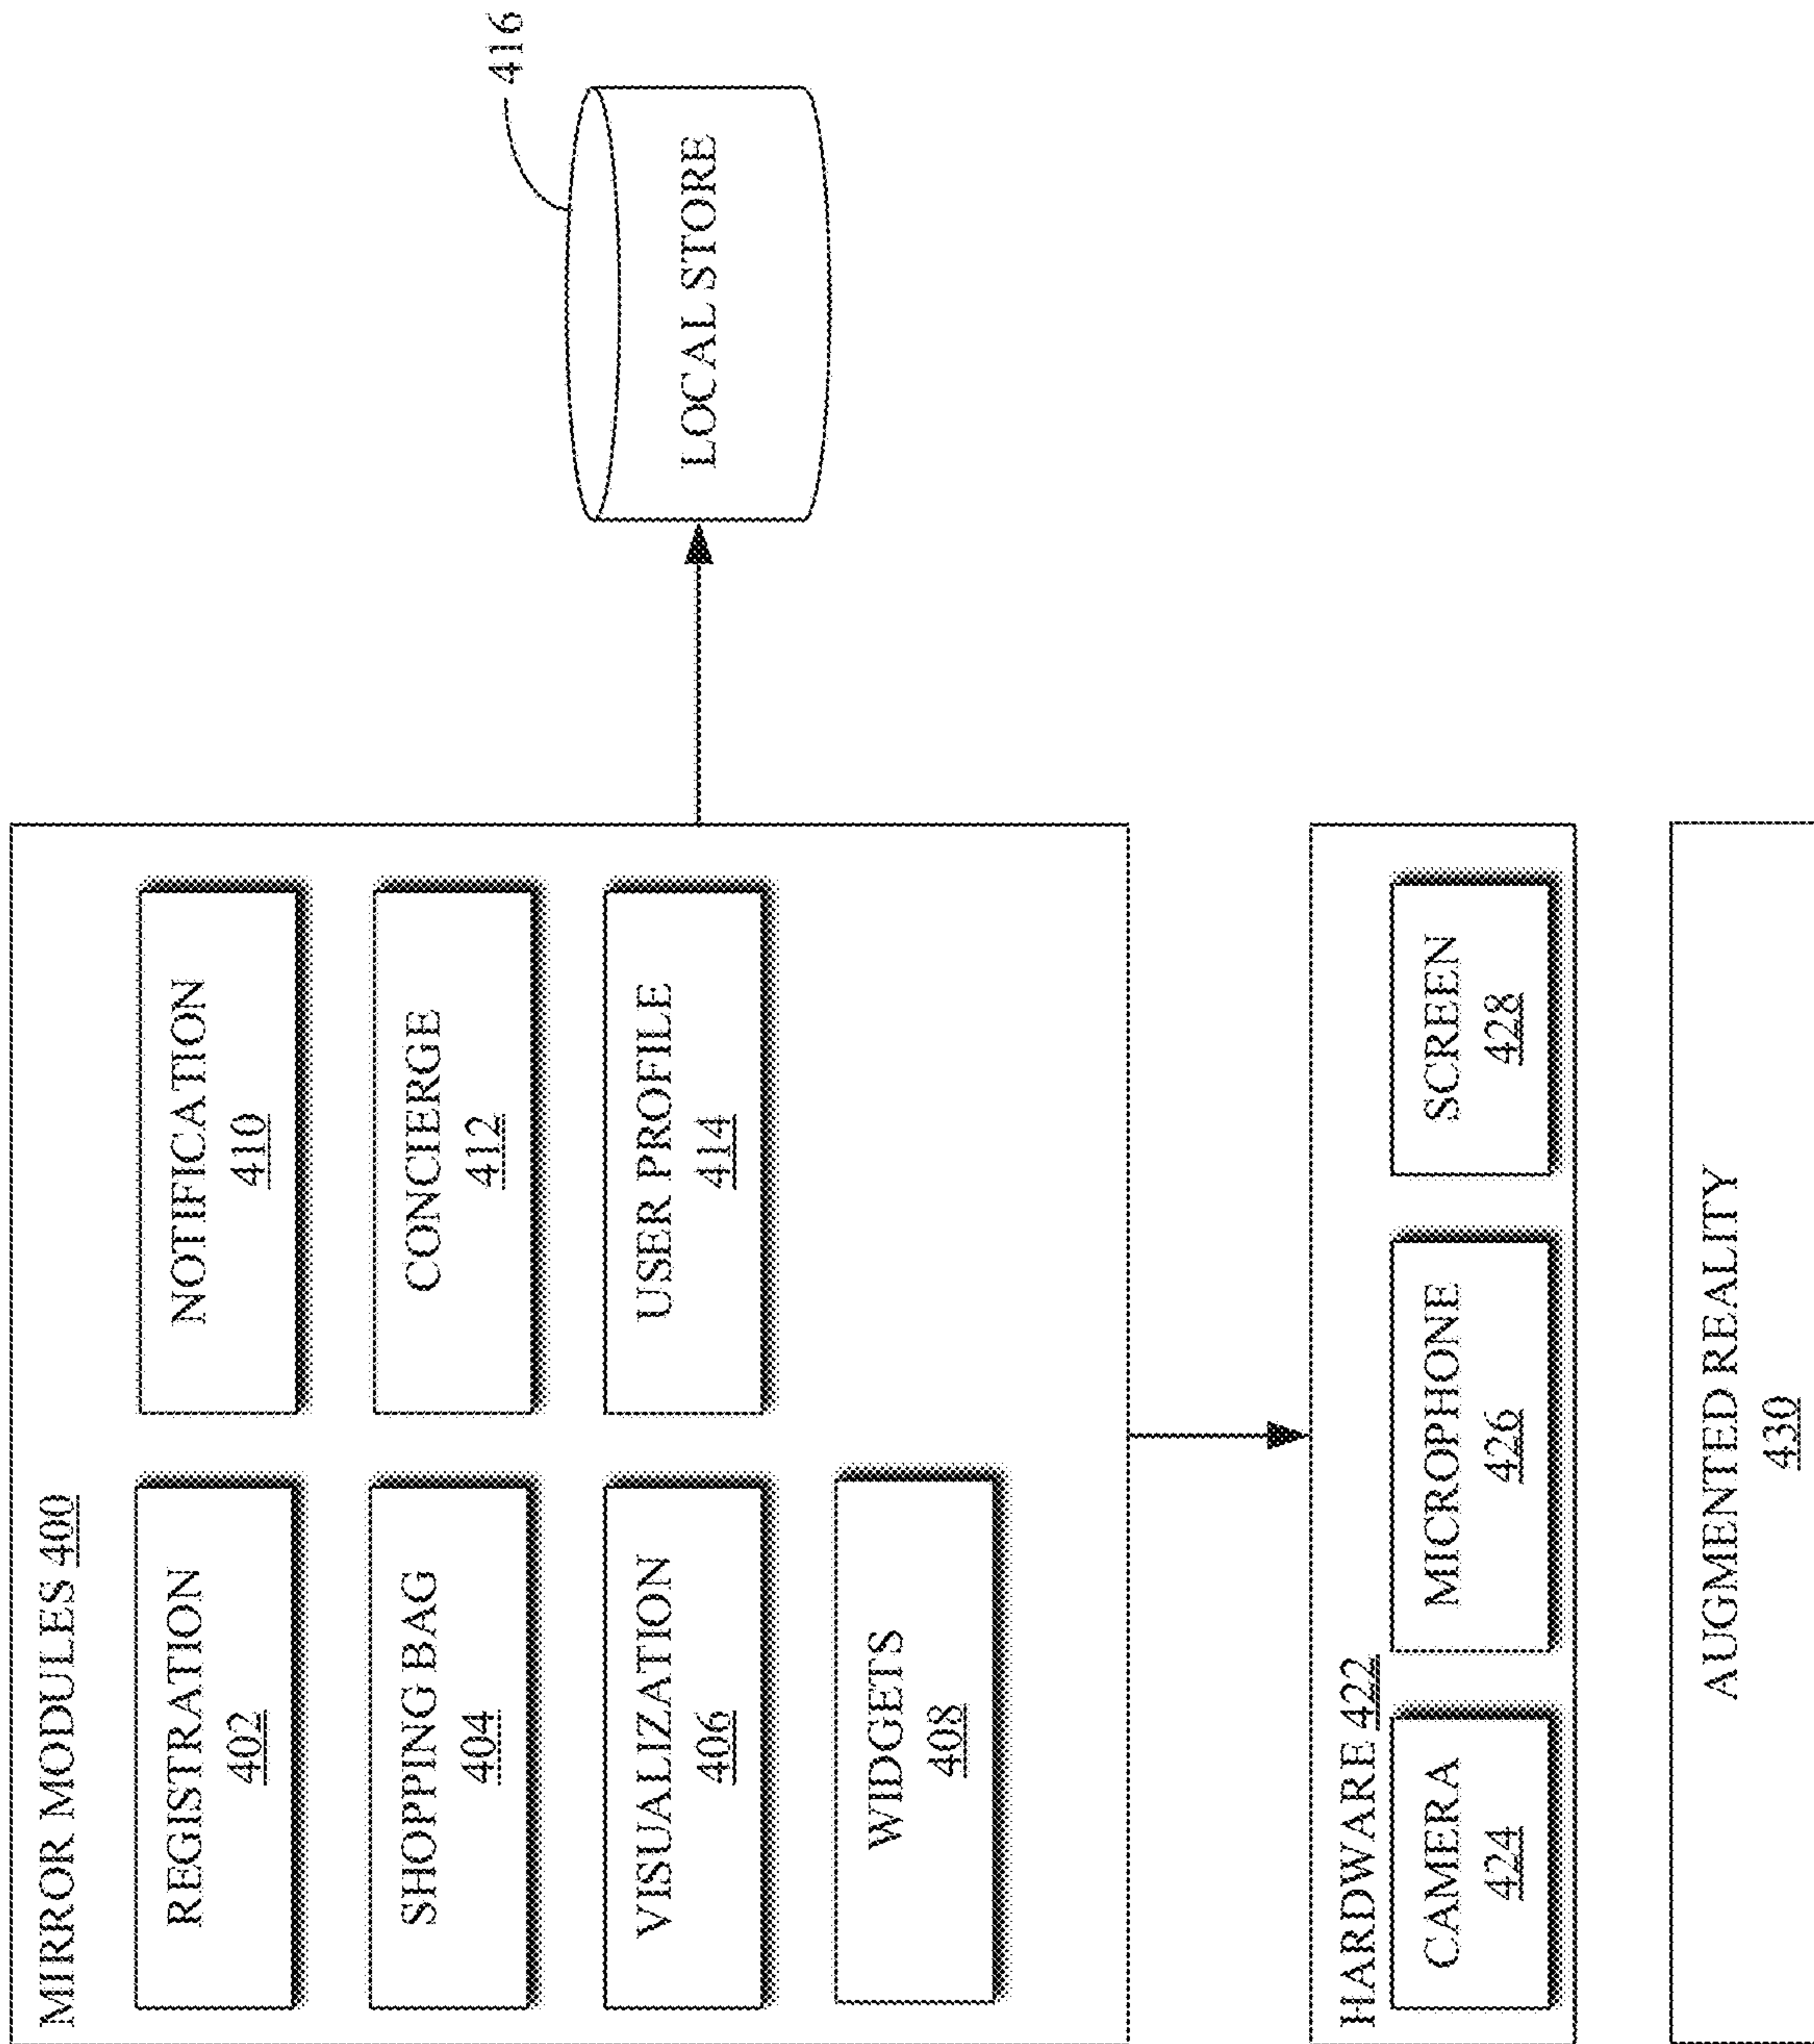 MIRROR MODULES 400
REGISTRATION
402
NOTIFICATION
410
SHOPPING BAG
404
CONCIERGE
412
VISUALIZATION
406
USER PROFILE
414
WIDGETS
408
416
LOCAL STORE
HARDWARE 422
CAMERA
424
MICROPHONE
426
SCREEN
428
AUGMENTED REALITY
430